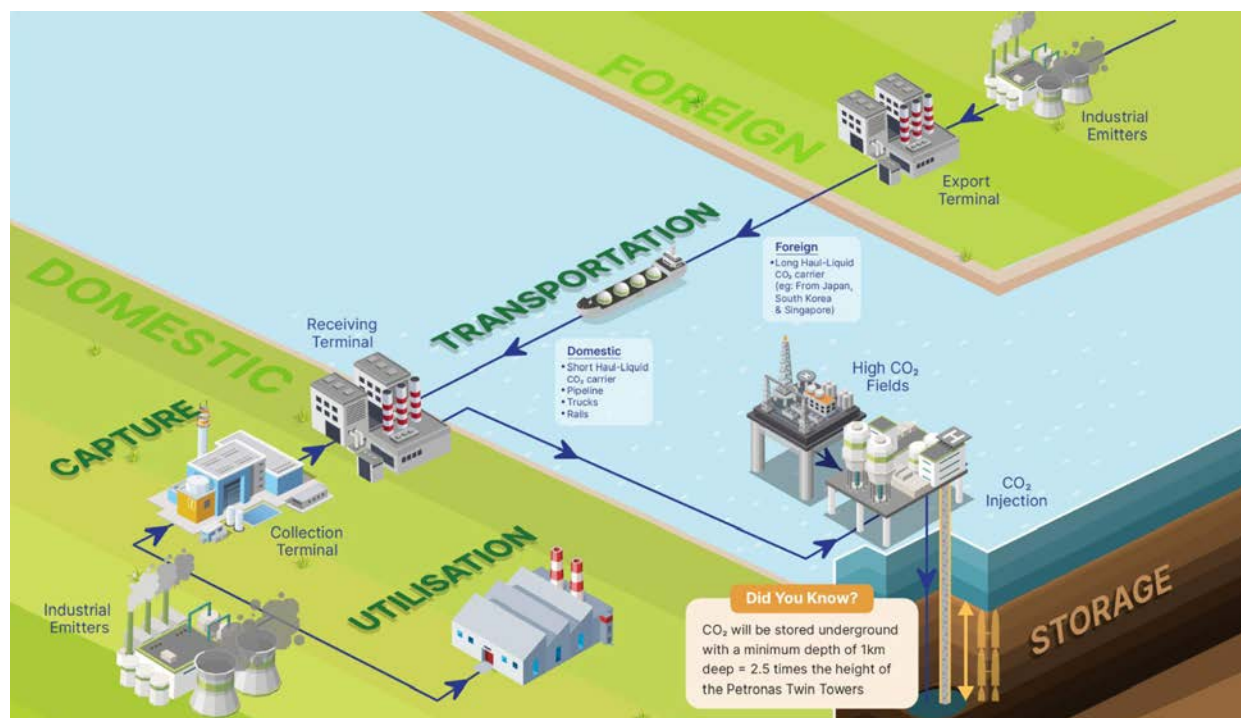 FOREIGN
Industrial
Emitters
Export
Terminal
TRANSPORTATION
Foreign
•Long Haul-Liquid
CO₂ carrier
(eg: From Japan,
South Korea
& Singapore)
DOMESTIC
Receiving
Terminal
Domestic
•Short Haul-Liquid
CO₂ carrier
•Pipeline
•Trucks
•Rails
High CO₂
Fields
CAPTURE
H
CO₂
Injection
Collection
Terminal
UTILISATION
Industrial
Emitters
Did You Know?
CO₂ will be stored underground
with a minimum depth of 1km
deep = 2.5 times the height of
the Petronas Twin Towers
STORAGE